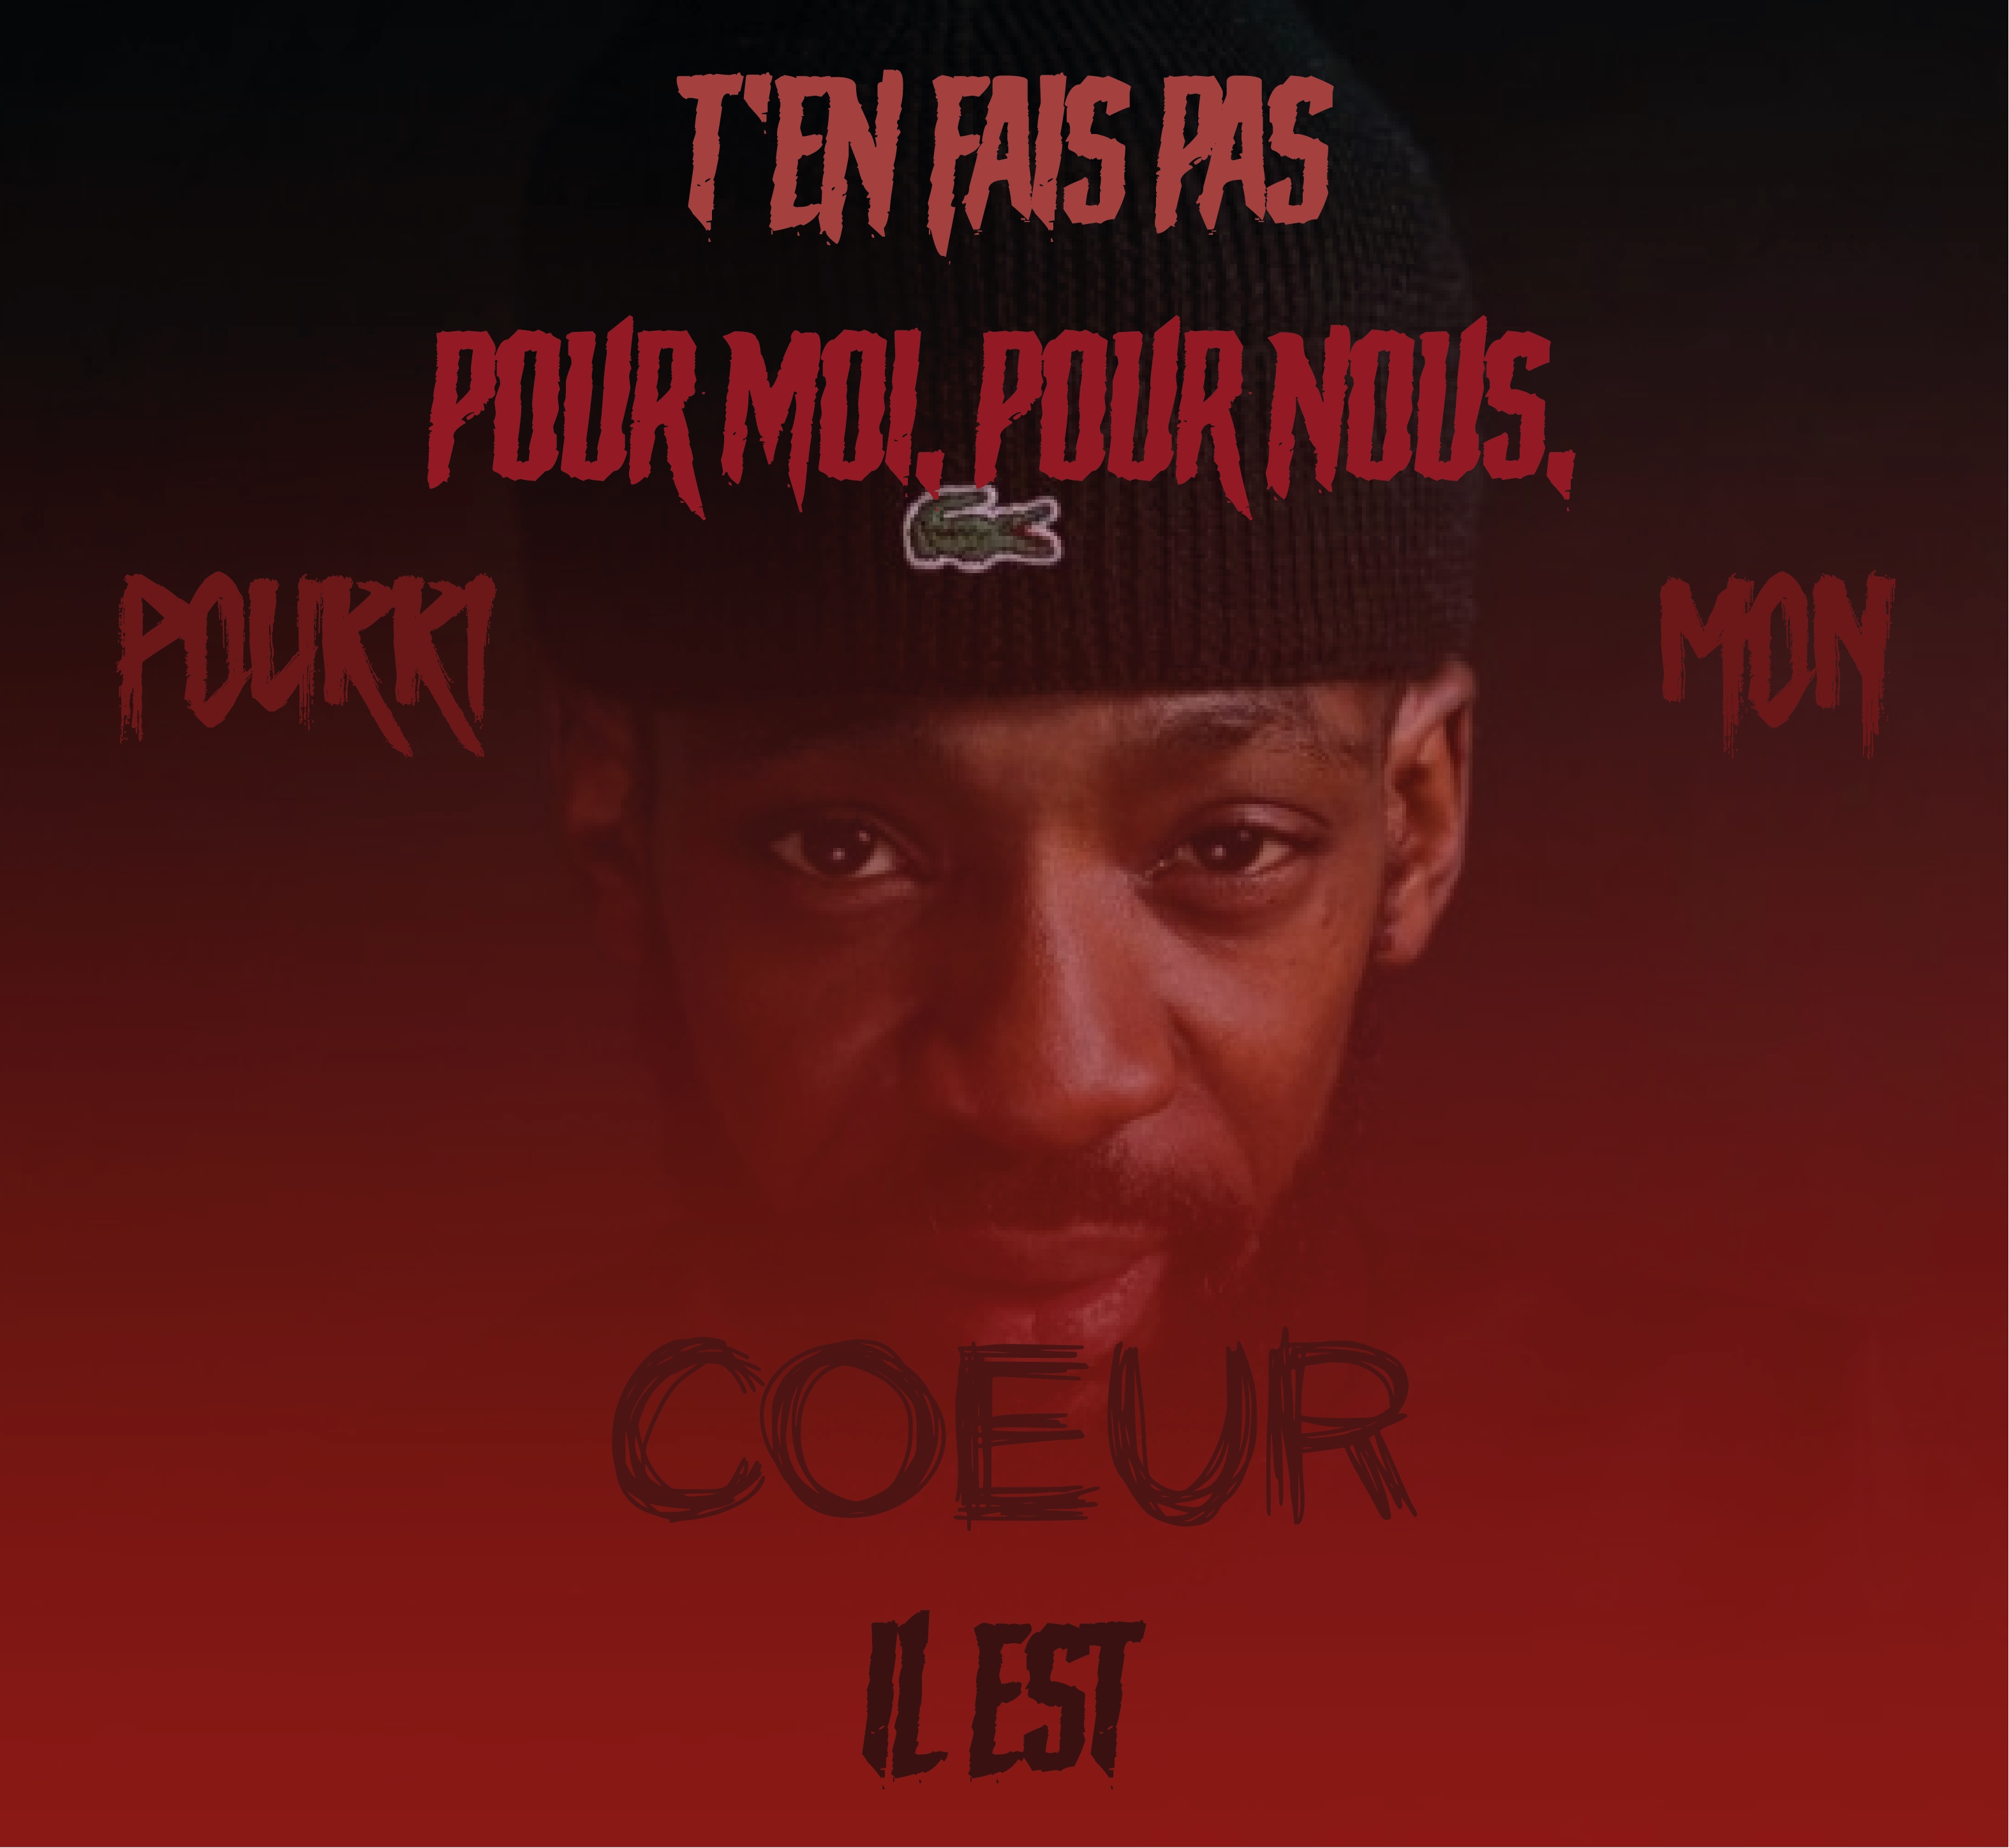 T'EN FAIS PAS
POUR MOI, POUR NOUS,
POURRI
MON
COEUR
IL EST